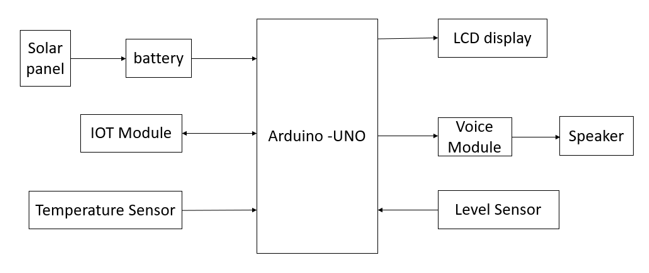 Solar
panel
battery
IOT Module
Temperature Sensor
Arduino -UNO
LCD display
Voice
Module
Speaker
Level Sensor